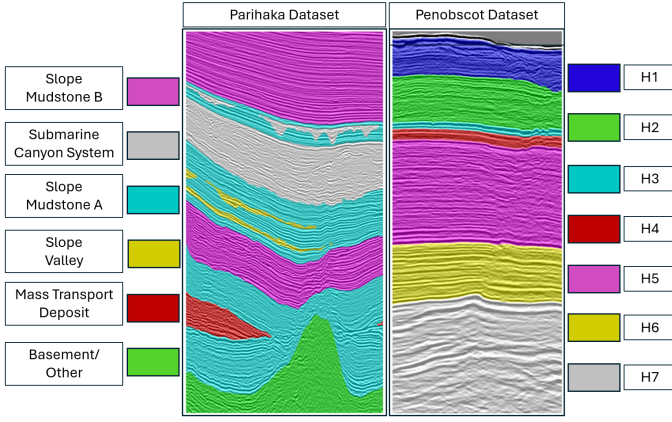 Parihaka Dataset
Penobscot Dataset
Slope
Mudstone B
Submarine
Canyon System
Slope
Mudstone A
Slope
Valley
Mass Transport
Deposit
Basement/
Other
H1
H2
H3
H4
H5
H6
H7